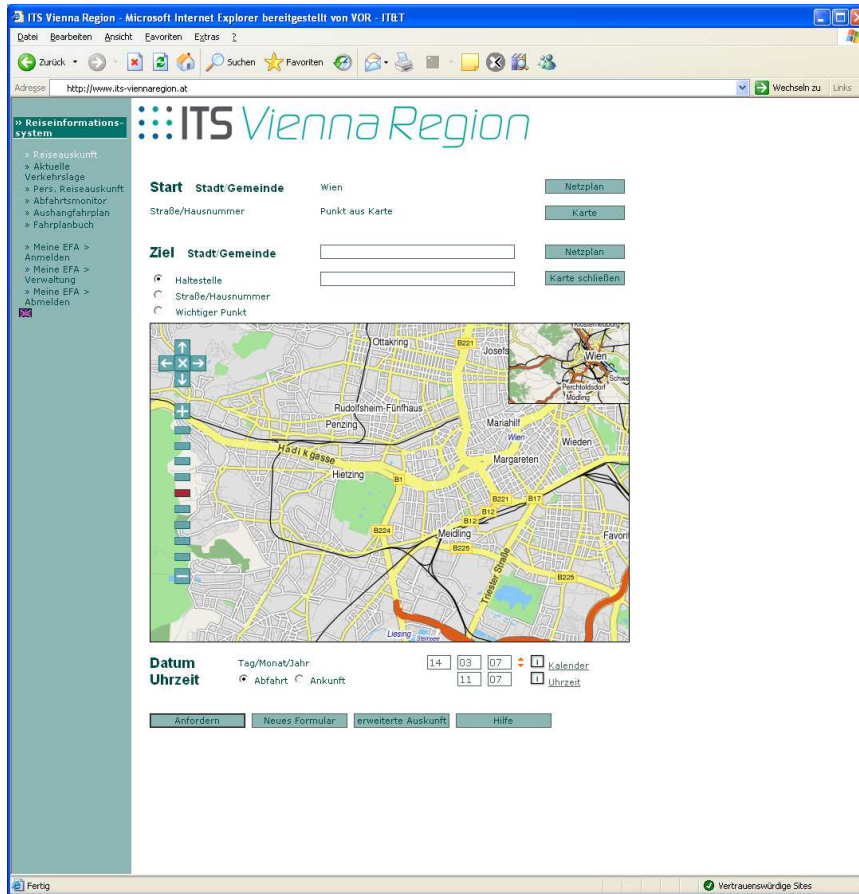 ITS Vienna Region - Microsoft Internet Explorer bereitgestellt von VOR - IT&T
Datei Bearbeiten Ansicht Favoriten Extras ?
Zurück Suchen Favoriten
Adresse http://www.its-viennaregion.at Wechseln zu Links
» Reiseinformations-
system
» Reiseauskunft
» Aktuelle
Verkehrslage
» Pers. Reiseauskunft
» Abfahrtsmonitor
» Aushangfahrplan
» Fahrplanbuch
» Meine EFA >
Anmelden
» Meine EFA >
Verwaltung
» Meine EFA >
Abmelden
ITS Vienna Region
Start Stadt/Gemeinde Wien Netzplan
Straße/Hausnummer Punkt aus Karte Karte
Ziel Stadt/Gemeinde Netzplan
Haltestelle Karte schließen
Straße/Hausnummer
Wichtiger Punkt
Klosterneuburg
Ottakring B221 Josefs
Wien
Schwe
Perchtoldsdorf
Mödling
Rudolfsheim-Fünfhaus
Penzing Mariahilf
Wien Wieden
Hadikgasse Margareten
Hietzing B1
B221 B17
B12
B12
B224 Meidling Favorit
B225
B225
Triester Straße
Liesing Steinsee
Datum Tag/Monat/Jahr 14 03 07 Kalender
Uhrzeit Abfahrt Ankunft 11 07 Uhrzeit
Anfordern Neues Formular erweiterte Auskunft Hilfe
Fertig Vertrauenswürdige Sites